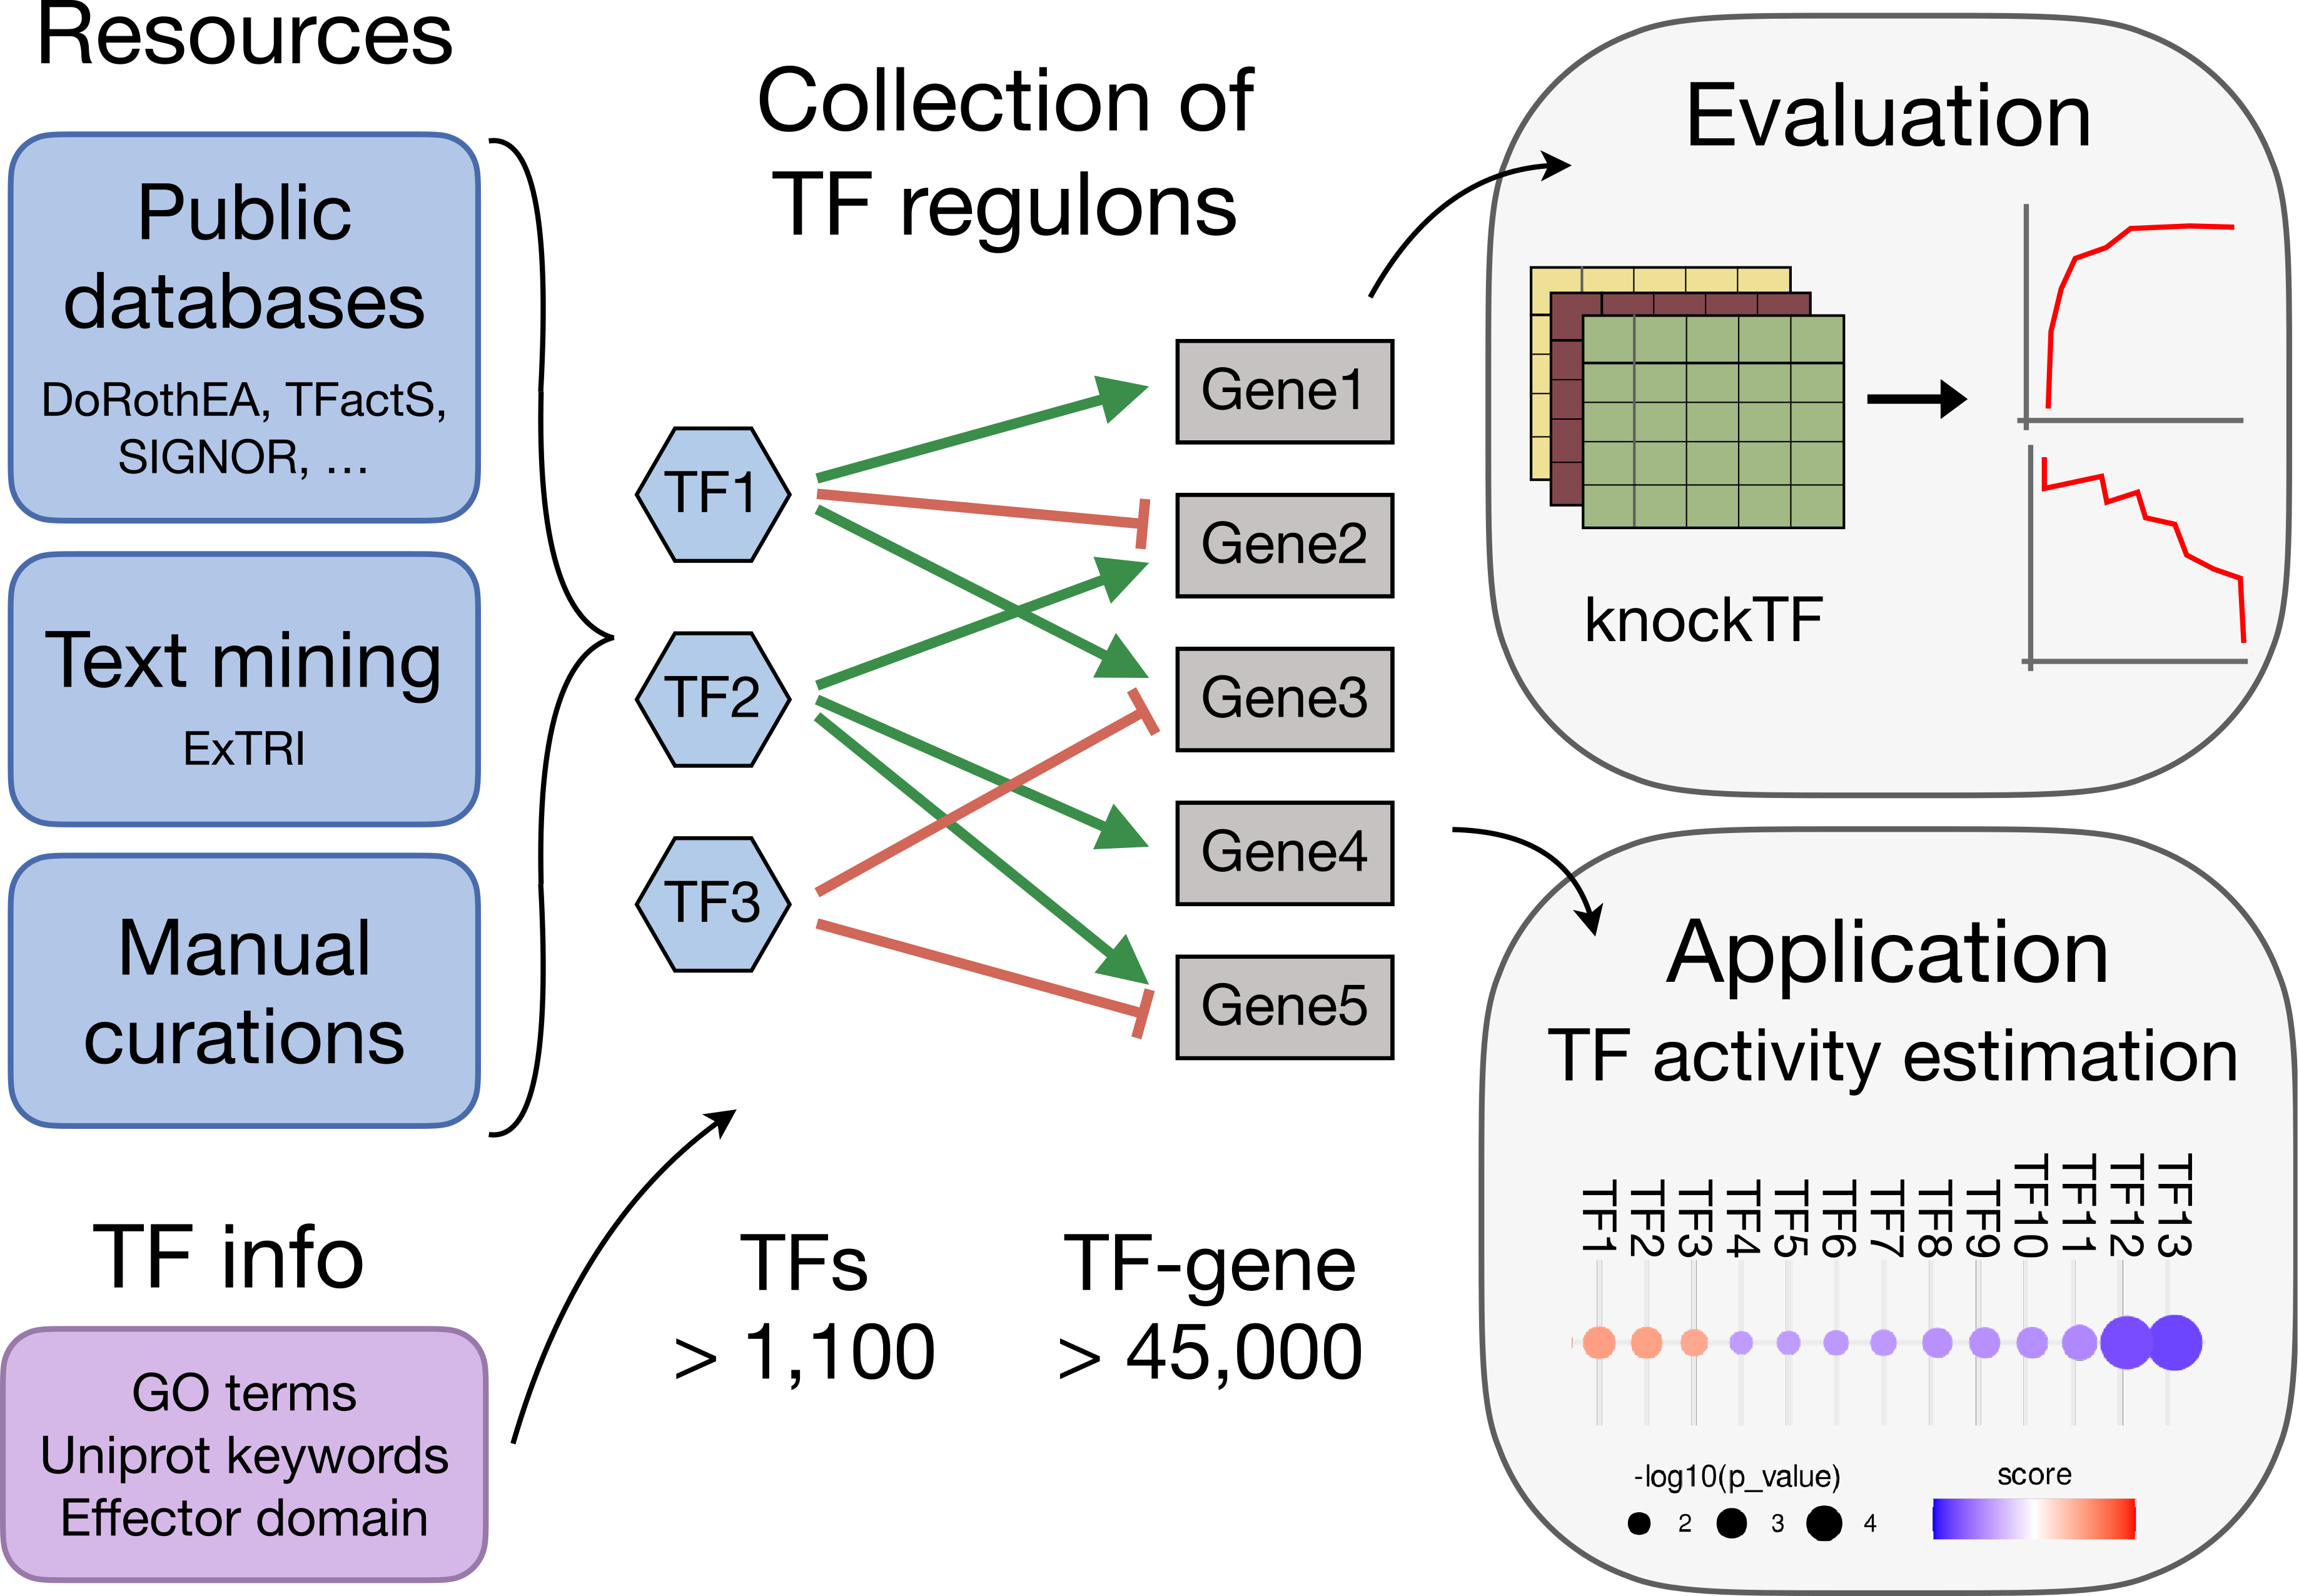 Resources
Public
databases
DoRothEA, TFactS,
SIGNOR, ...
Text mining
ExTRI
Manual
curations
TF info
GO terms
Uniprot keywords
Effector domain
Collection of
TF regulons
TF1
TF2
TF3
Gene1
Gene2
Gene3
Gene4
Gene5
TFs
> 1,100
TF-gene
> 45,000
Evaluation
knockTF
Application
TF activity estimation
TF1
TF2
TF3
TF4
TF5
TF6
TF7
TF8
TF9
TF10
TF11
TF12
TF13
-log10(p_value)
2 3 4
score